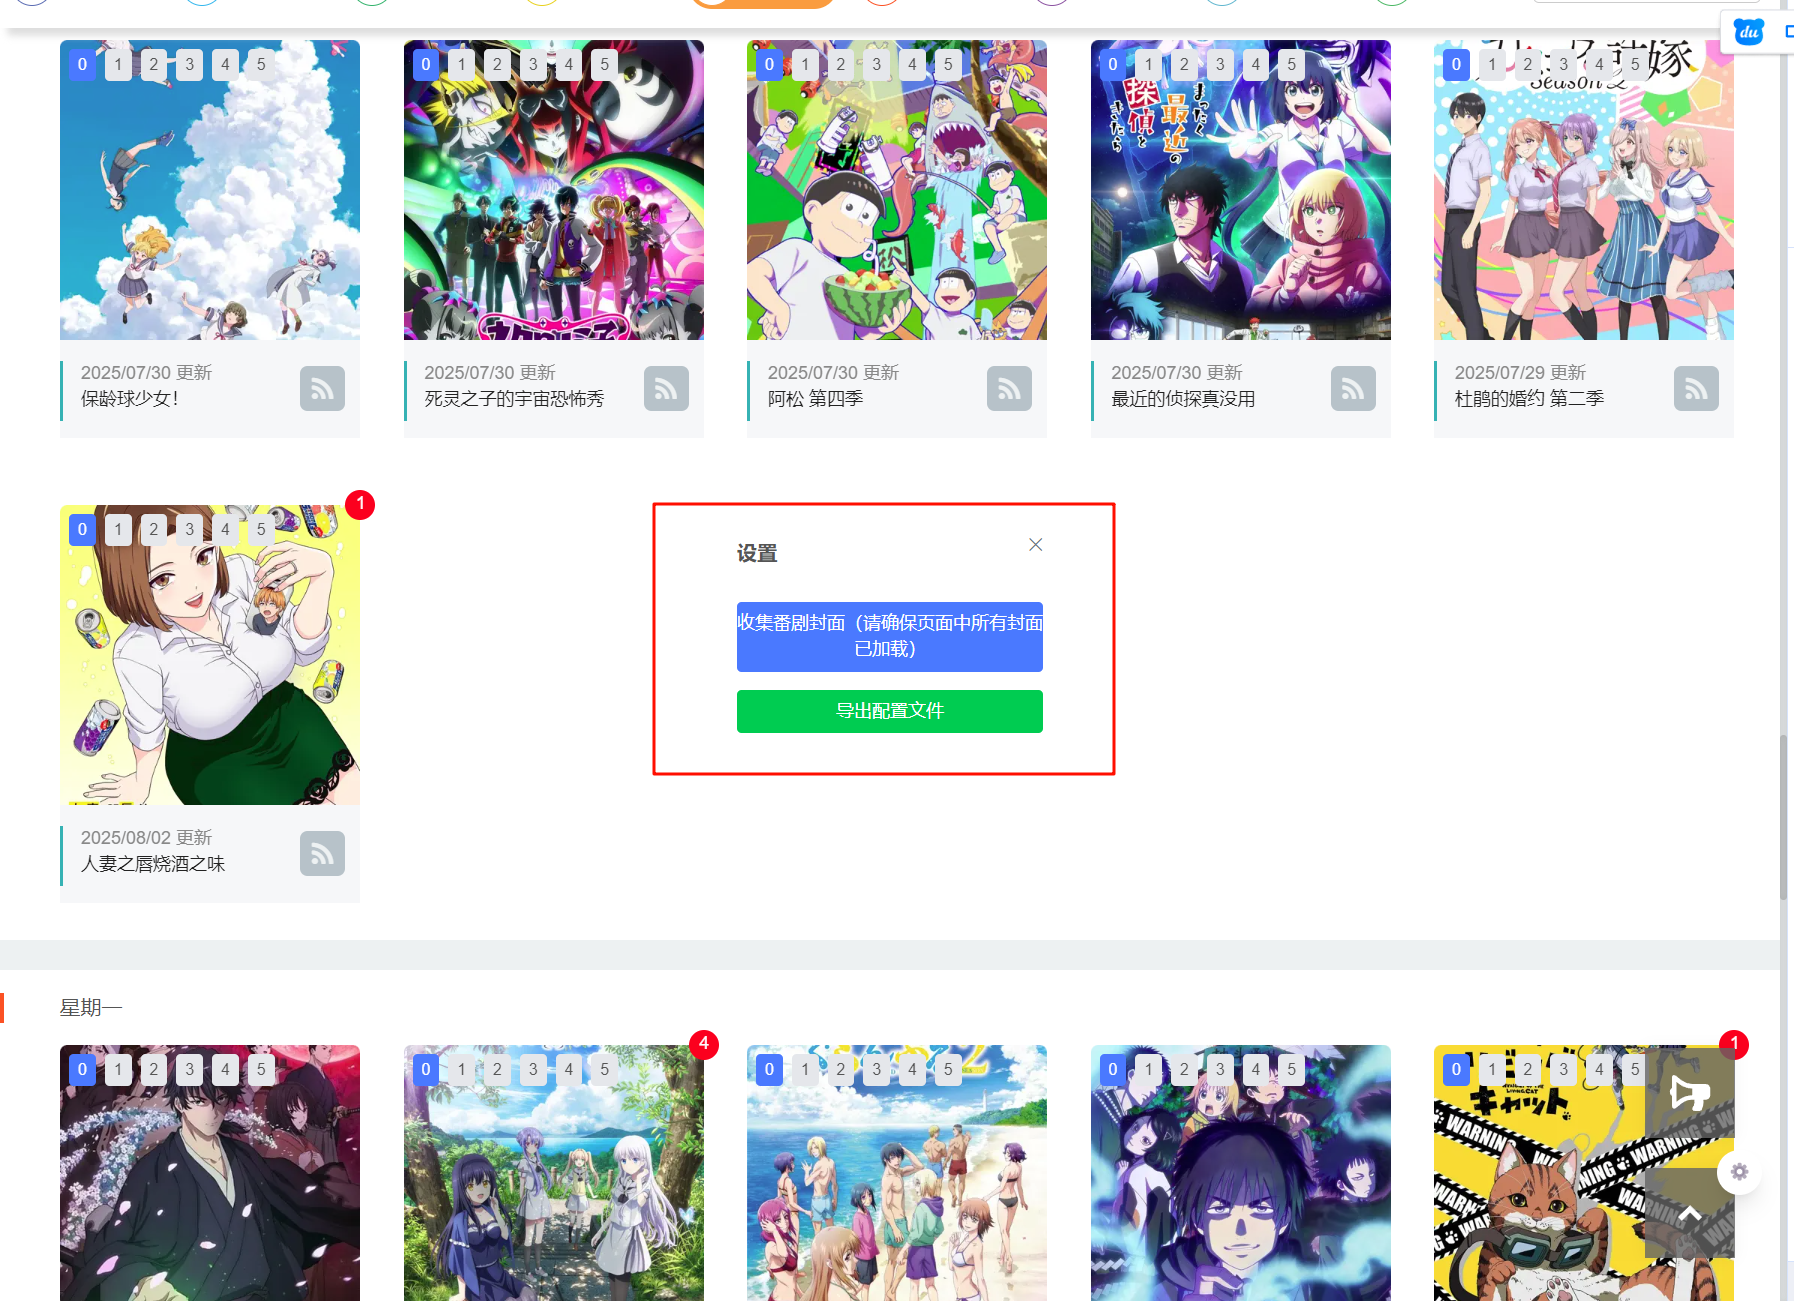 du
0 1 2 3 4 5
0 1 2 3 4 5
0 1 2 3 4 5
0 1 2 3 4 5
0 1 2 3 4 5
まったく
最近の
探偵と
きたら
嫁
Season 2
2025/07/30 更新
保龄球少女！
2025/07/30 更新
死灵之子的宇宙恐怖秀
2025/07/30 更新
阿松 第四季
2025/07/30 更新
最近的侦探真没用
2025/07/29 更新
杜鹃的婚约 第二季
1
0 1 2 3 4 5
设置
收集番剧封面（请确保页面中所有封面
已加载）
导出配置文件
2025/08/02 更新
人妻之唇烧酒之味
星期一
4
1
0 1 2 3 4 5
0 1 2 3 4 5
0 1 2 3 4 5
0 1 2 3 4 5
0 1 2 3 4 5
キャット
WARNING
WARNING
WARNING